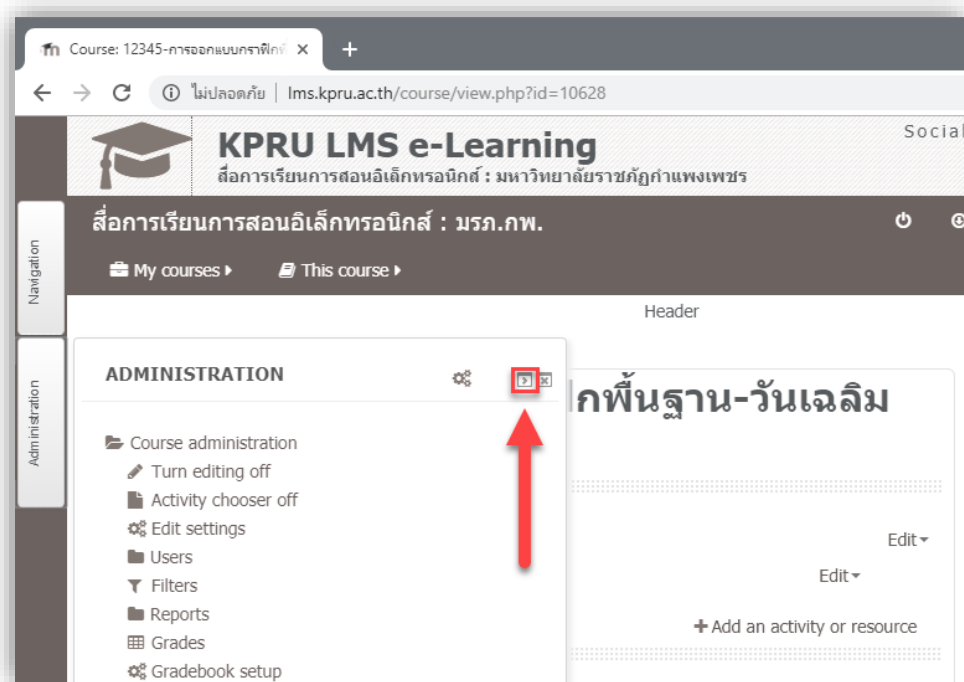 Course: 12345-การออกแบบกราฟิกพื้
ไม่ปลอดภัย | lms.kpru.ac.th/course/view.php?id=10628
Social
KPRU LMS e-Learning
สื่อการเรียนการสอนอิเล็กทรอนิกส์ : มหาวิทยาลัยราชภัฏกำแพงเพชร
สื่อการเรียนการสอนอิเล็กทรอนิกส์ : มรภ.กพ.
My courses
This course
Navigation
Header
ADMINISTRATION
กพื้นฐาน-วันเฉลิม
Administration
Course administration
Turn editing off
Activity chooser off
Edit settings
Edit
Users
Filters
Edit
Reports
Add an activity or resource
Grades
Gradebook setup